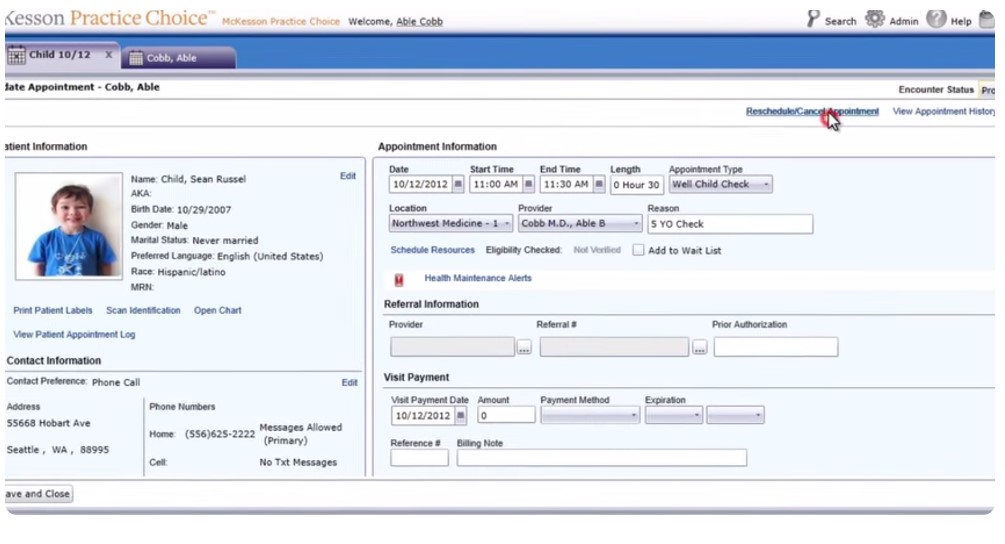 Kesson Practice Choice™ McKesson Practice Choice Welcome, Able Cobb Search Admin Help
Child 10/12 X Cobb, Able
date Appointment - Cobb, Able Encounter Status Pro
Reschedule/Cancel Appointment View Appointment History
atient Information
Edit
Name: Child, Sean Russel
AKA:
Birth Date: 10/29/2007
Gender: Male
Marital Status: Never married
Preferred Language: English (United States)
Race: Hispanic/latino
MRN:
Print Patient Labels Scan Identification Open Chart
View Patient Appointment Log
Contact Information
Contact Preference: Phone Call Edit
Address
55668 Hobart Ave
Seattle , WA , 88995
Phone Numbers
Home: (556)625-2222 Messages Allowed
(Primary)
Cell: No Txt Messages
Appointment Information
Date Start Time End Time Length Appointment Type
10/12/2012 11:00 AM 11:30 AM 0 Hour 30 Well Child Check
Location Provider Reason
Northwest Medicine - 1 Cobb M.D., Able B 5 YO Check
Schedule Resources Eligibility Checked: Not Verified Add to Wait List
Health Maintenance Alerts
Referral Information
Provider Referral # Prior Authorization
... ...
Visit Payment
Visit Payment Date Amount Payment Method Expiration
10/12/2012 0
Reference # Billing Note
ave and Close